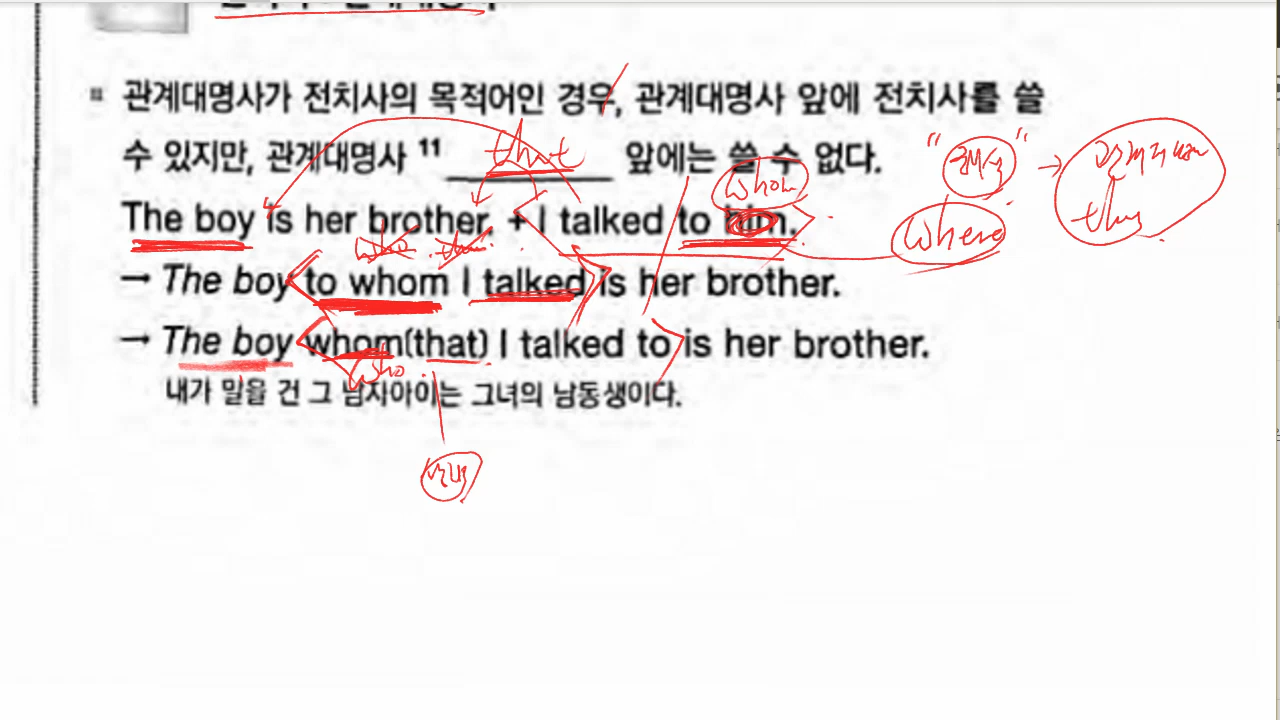 ■ 관계대명사가 전치사의 목적어인 경우, 관계대명사 앞에 전치사를 쓸
수 있지만, 관계대명사 11 that 앞에는 쓸 수 없다.
whom
The boy is her brother. + I talked to him.
where
who that
→ The boy to whom I talked is her brother.
→ The boy whom(that) I talked to is her brother.
who
내가 말을 건 그 남자아이는 그녀의 남동생이다.